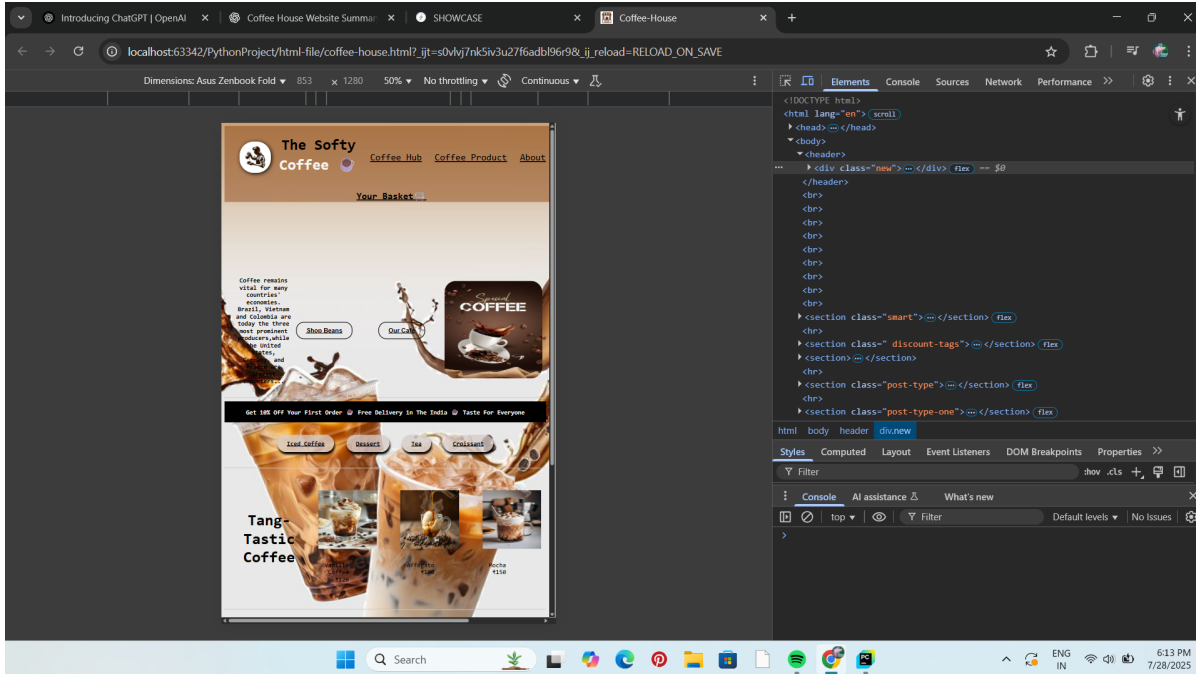 Introducing ChatGPT | OpenAI
Coffee House Website Summar
SHOWCASE
Coffee-House
localhost:63342/PythonProject/html-file/coffee-house.html?_ijt=s0vlvj7nk5iv3u27f6adbl96r9&_ij_reload=RELOAD_ON_SAVE
Dimensions: Asus Zenbook Fold 853 x 1280 50% No throttling Continuous
The Softy
Coffee
Coffee Hub Coffee Product About
Your Basket
Coffee remains
vital for many
countries'
economies.
Brazil, Vietnam
and Colombia are
today the three
most prominent
producers,while
the United
States,
and
Shop Beans
Our Cafe
Special
COFFEE
Get 10% Off Your First Order Free Delivery in The India Taste For Everyone
Iced Coffee Dessert Tea Croissant
Tang-
Tastic
Coffee
Vanilla
Coffee
₹120
Affogato
Mocha
₹150
Elements Console Sources Network Performance
<!DOCTYPE html>
<html lang="en"> scroll
<head> </head>
<body>
<header>
<div class="new"> </div> flex == $0
</header>
<br>
<br>
<br>
<br>
<br>
<br>
<br>
<br>
<br>
<section class="smart"> </section> flex
<hr>
<section class=" discount-tags"> </section> flex
<section> </section>
<hr>
<section class="post-type"> </section> flex
<hr>
<section class="post-type-one"> </section> flex
html body header div.new
Styles Computed Layout Event Listeners DOM Breakpoints Properties
Filter :hov .cls
Console AI assistance What's new
top Filter Default levels No Issues
Search
ENG
IN
6:13 PM
7/28/2025